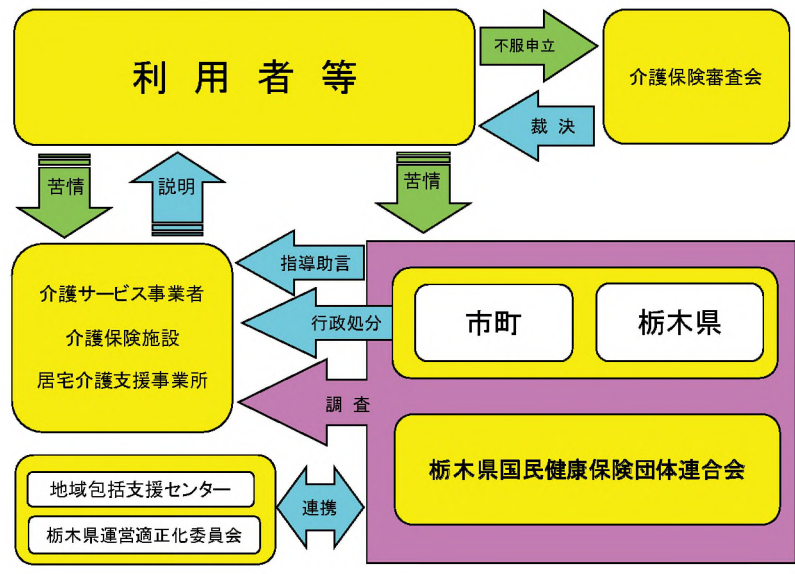 利用者等
不服申立
介護保険審査会
裁決
苦情
説明
苦情
介護サービス事業者
介護保険施設
居宅介護支援事業所
指導助言
行政処分
調査
市町
栃木県
栃木県国民健康保険団体連合会
地域包括支援センター
栃木県運営適正化委員会
連携